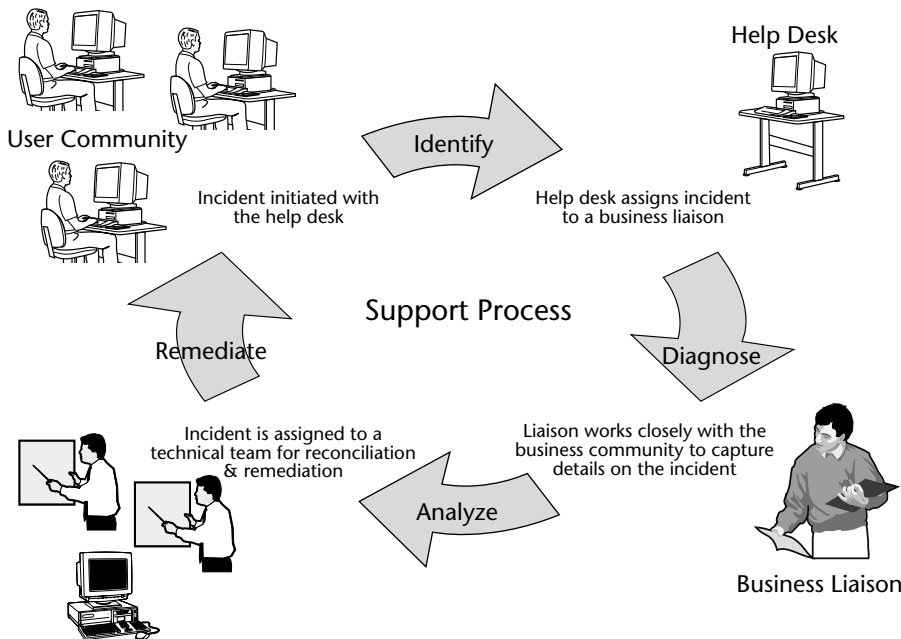 Help Desk
User Community
Identify
Incident initiated with
the help desk
Help desk assigns incident
to a business liaison
Support Process
Remediate
Diagnose
Incident is assigned to a
technical team for reconciliation
& remediation
Liaison works closely with the
business community to capture
details on the incident
Analyze
Business Liaison